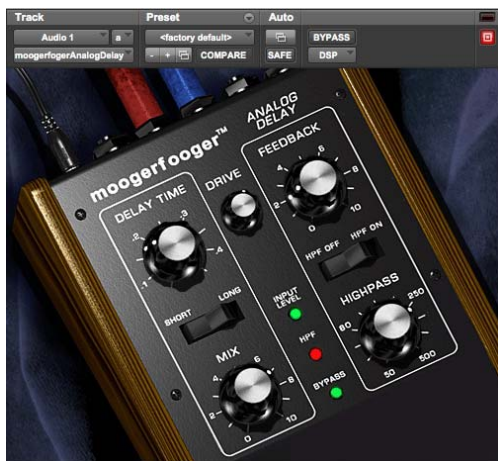 Track Preset Auto
Audio 1 a <factory default> BYPASS
moogerfogerAnalogDelay - + COMPARE SAFE DSP
moogerfooger™
ANALOG DELAY
DELAY TIME
.1 .2 .3 .4
DRIVE
FEEDBACK
0 2 4 6 8 10
SHORT LONG
HPF OFF HPF ON
INPUT LEVEL
HPF
BYPASS
MIX
0 2 4 6 8 10
HIGHPASS
50 80 250 500